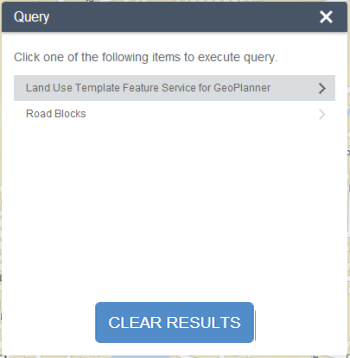 Query
Click one of the following items to execute query.
Land Use Template Feature Service for GeoPlanner
Road Blocks
CLEAR RESULTS